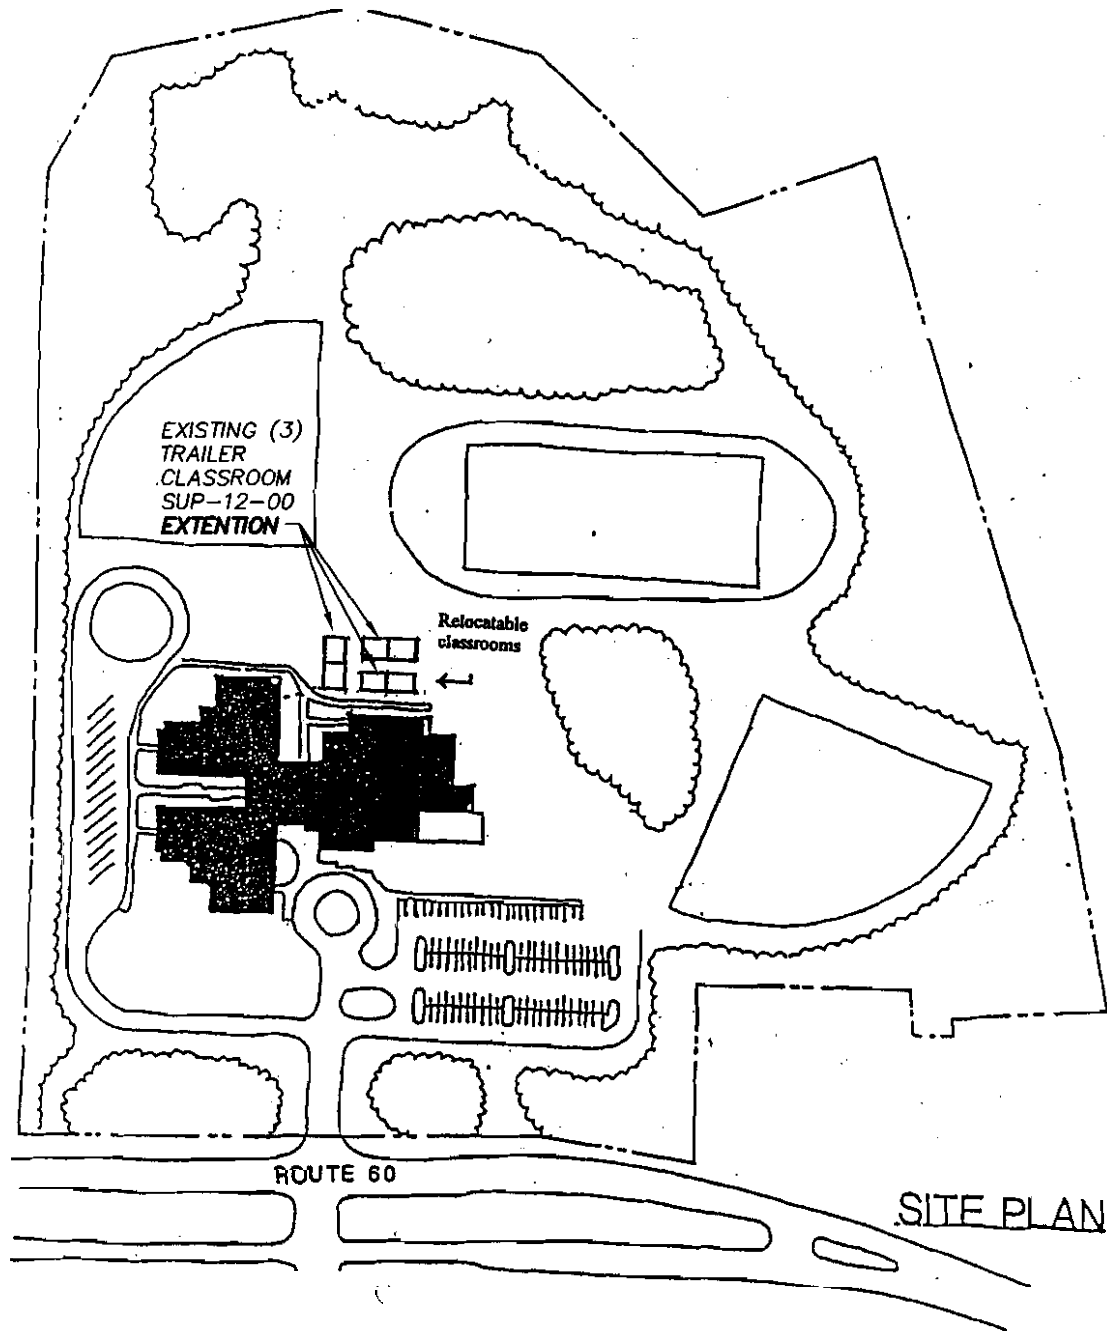 EXISTING (3)
TRAILER
CLASSROOM
SUP-12-00
EXTENTION
Relocatable
classrooms
ROUTE 60
SITE PLAN